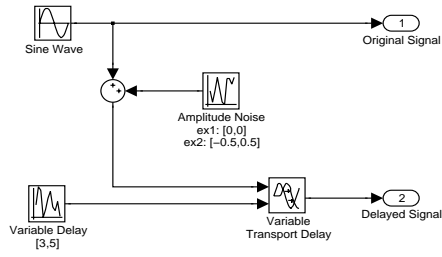 1
Sine Wave
Original Signal
+
+
Amplitude Noise
ex1: [0,0]
ex2: [−0.5,0.5]
2
Variable Delay
[3,5]
Variable
Transport Delay
Delayed Signal